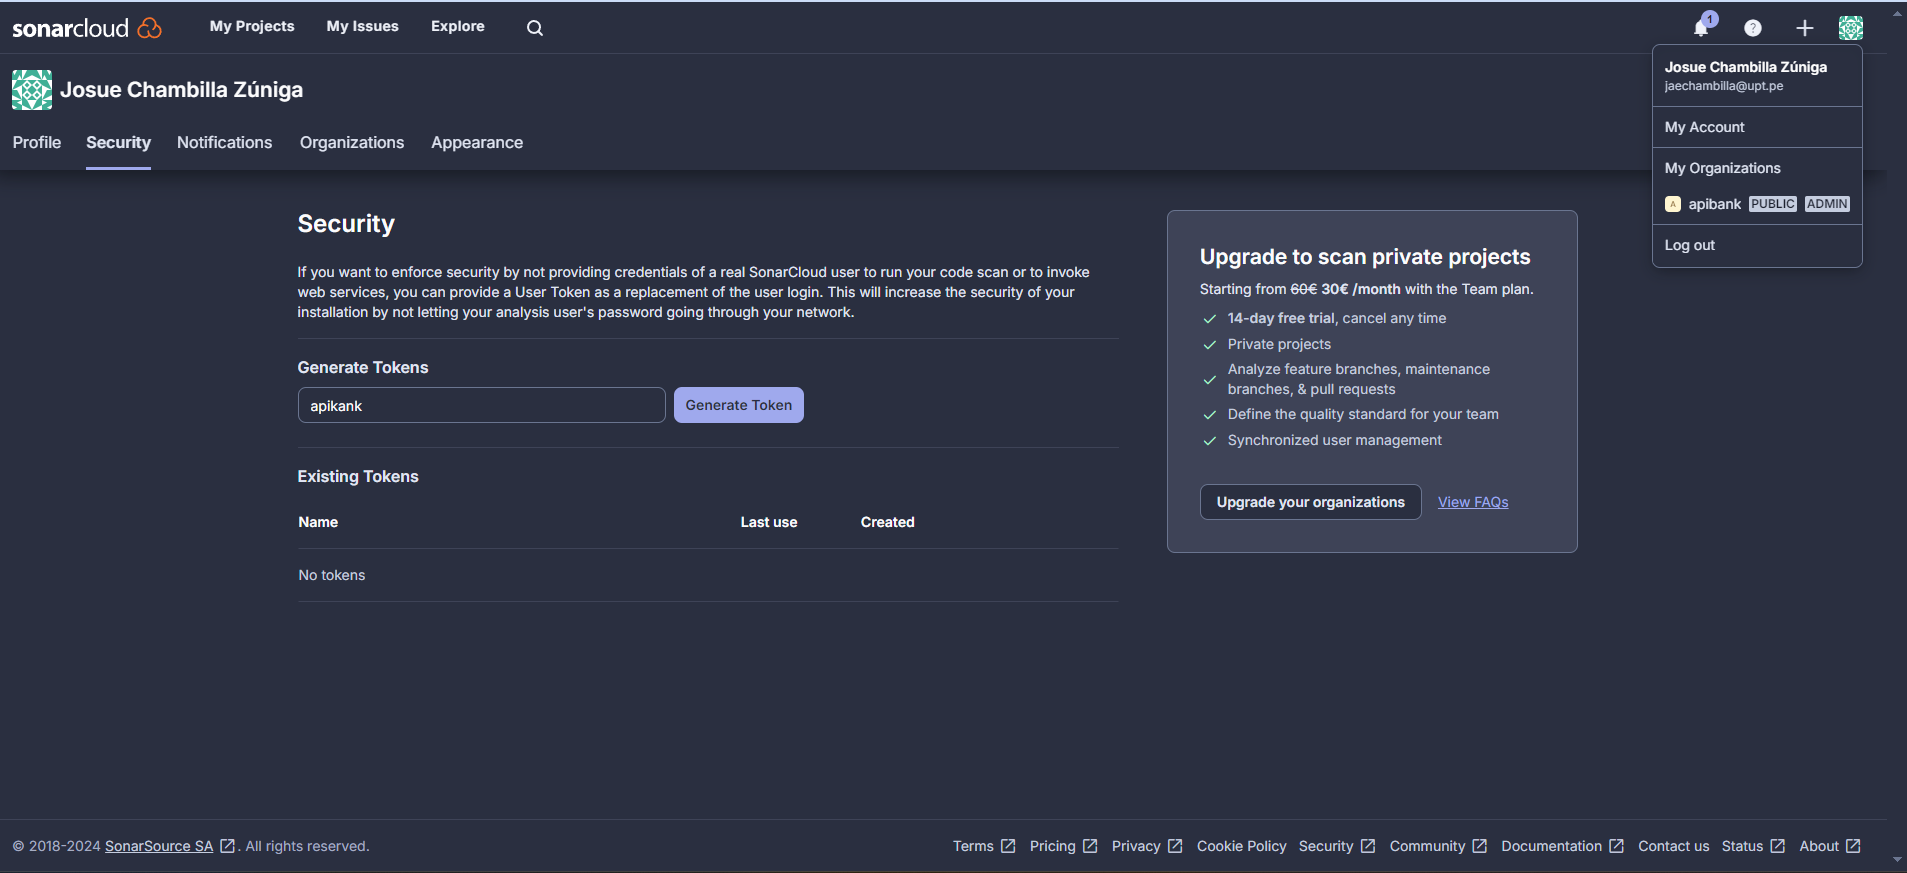 sonarcloud
My Projects
My Issues
Explore
1
?
Josue Chambilla Zúniga
jaechambilla@upt.pe
My Account
My Organizations
A apibank PUBLIC ADMIN
Log out
Josue Chambilla Zúniga
Profile
Security
Notifications
Organizations
Appearance
Security
If you want to enforce security by not providing credentials of a real SonarCloud user to run your code scan or to invoke
web services, you can provide a User Token as a replacement of the user login. This will increase the security of your
installation by not letting your analysis user's password going through your network.
Generate Tokens
apikank
Generate Token
Existing Tokens
Name Last use Created
No tokens
Upgrade to scan private projects
Starting from 60€ 30€ /month with the Team plan.
14-day free trial, cancel any time
Private projects
Analyze feature branches, maintenance
branches, & pull requests
Define the quality standard for your team
Synchronized user management
Upgrade your organizations
View FAQs
© 2018-2024 SonarSource SA . All rights reserved.
Terms Pricing Privacy Cookie Policy Security Community Documentation Contact us Status About